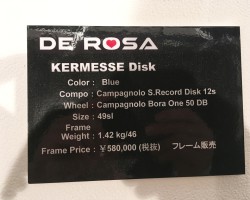 DE ROSA
KERMESSE Disk
Color : Blue
Compo : Campagnolo S.Record Disk 12s
Wheel : Campagnolo Bora One 50 DB
Size : 49sl
Frame
Weight : 1.42 kg/46
Frame Price : ¥580,000 (税抜) フレーム販売